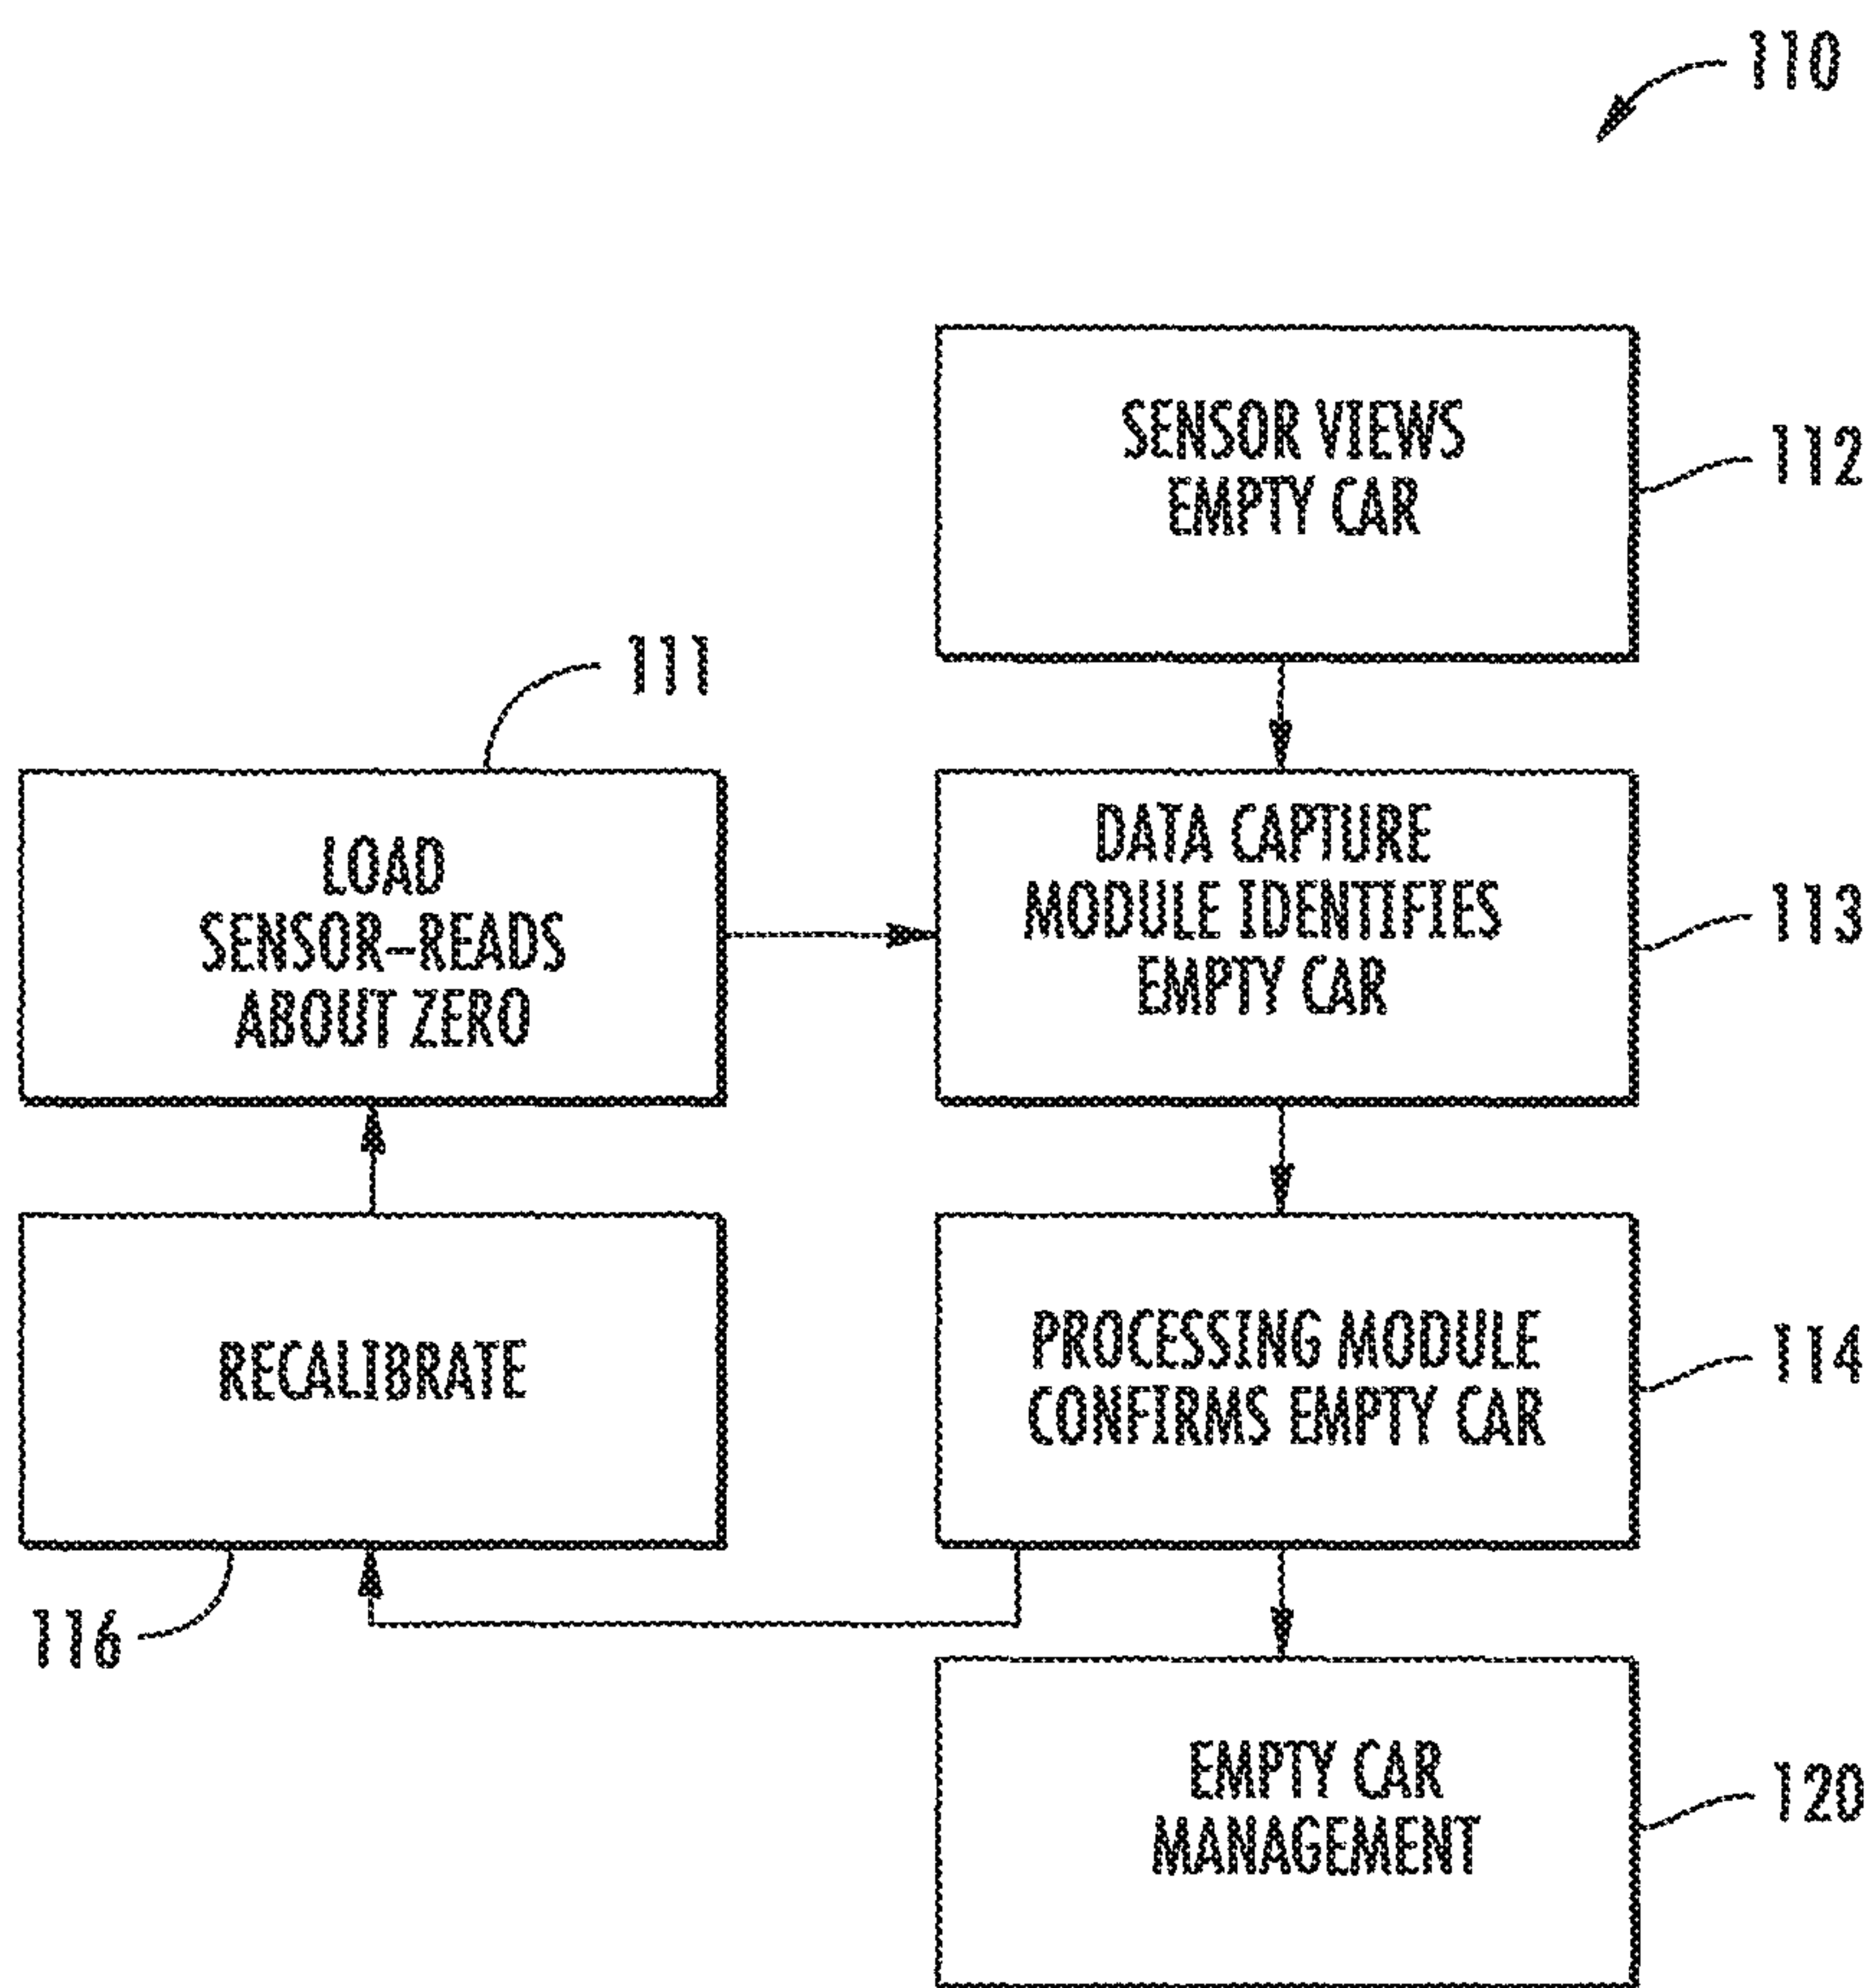 110
SENSOR VIEWS
EMPTY CAR
112
111
LOAD
SENSOR-READS
ABOUT ZERO
DATA CAPTURE
MODULE IDENTIFIES
EMPTY CAR
113
RECALIBRATE
116
PROCESSING MODULE
CONFIRMS EMPTY CAR
114
EMPTY CAR
MANAGEMENT
120